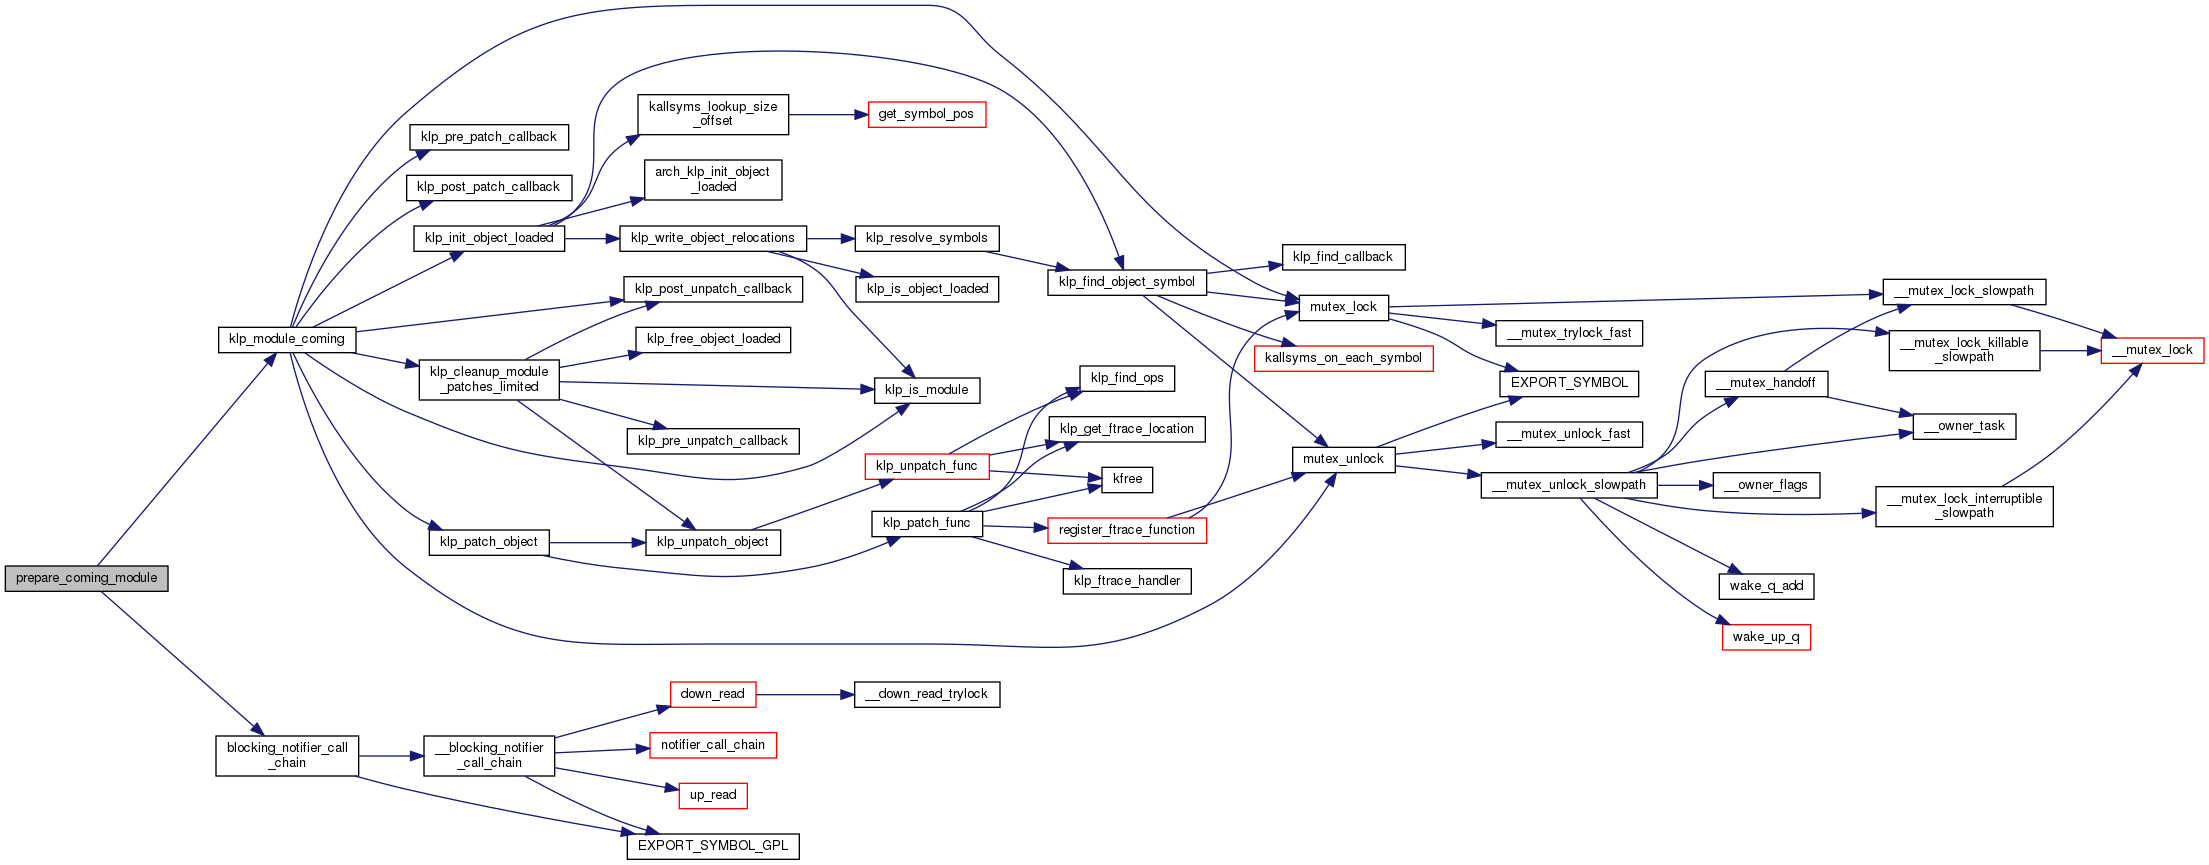 prepare_coming_module
klp_module_coming
blocking_notifier_call
_chain
klp_pre_patch_callback
klp_post_patch_callback
klp_init_object_loaded
klp_cleanup_module
_patches_limited
klp_patch_object
__blocking_notifier
_call_chain
kallsyms_lookup_size
_offset
arch_klp_init_object
_loaded
klp_write_object_relocations
klp_post_unpatch_callback
klp_free_object_loaded
klp_pre_unpatch_callback
klp_unpatch_object
down_read
notifier_call_chain
up_read
EXPORT_SYMBOL_GPL
get_symbol_pos
klp_resolve_symbols
klp_is_object_loaded
klp_is_module
klp_unpatch_func
klp_patch_func
__down_read_trylock
klp_find_object_symbol
klp_find_ops
klp_get_ftrace_location
kfree
register_ftrace_function
klp_ftrace_handler
klp_find_callback
mutex_lock
kallsyms_on_each_symbol
mutex_unlock
__mutex_trylock_fast
EXPORT_SYMBOL
__mutex_unlock_fast
__mutex_unlock_slowpath
__mutex_handoff
__owner_flags
wake_q_add
wake_up_q
__mutex_lock_slowpath
__mutex_lock_killable
_slowpath
__owner_task
__mutex_lock_interruptible
_slowpath
__mutex_lock